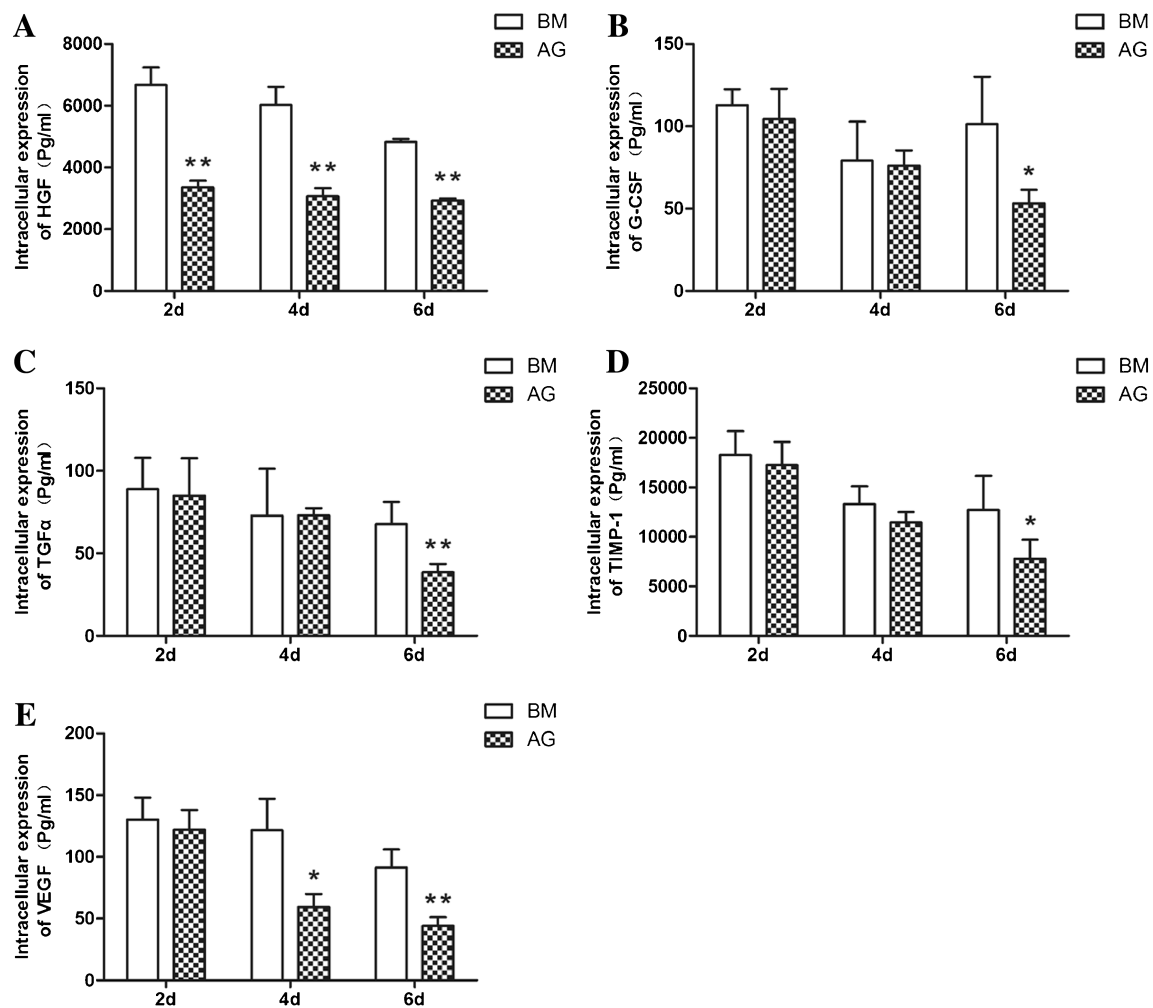 A
BM
AG
Intracellular expression
of HGF (Pg/ml)
8000
6000
4000
2000
0
**
**
**
2d 4d 6d
B
BM
AG
Intracellular expression
of G-CSF (Pg/ml)
150
100
50
0
*
2d 4d 6d
C
BM
AG
Intracellular expression
of TGFα (Pg/ml)
150
100
50
0
**
2d 4d 6d
D
BM
AG
Intracellular expression
of TIMP-1 (Pg/ml)
25000
20000
15000
10000
5000
0
*
2d 4d 6d
E
BM
AG
Intracellular expression
of VEGF (Pg/ml)
200
150
100
50
0
*
**
2d 4d 6d